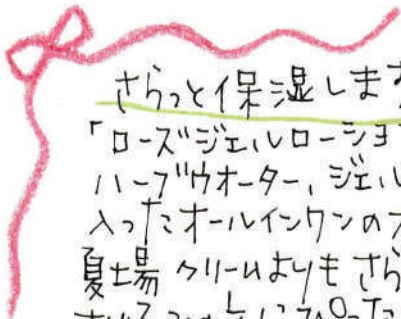 さらっと保湿します
「ローズジェルローショ
ハーブウオーター、ジェル
入ったオールインワンの
夏場 クリームよりもさら